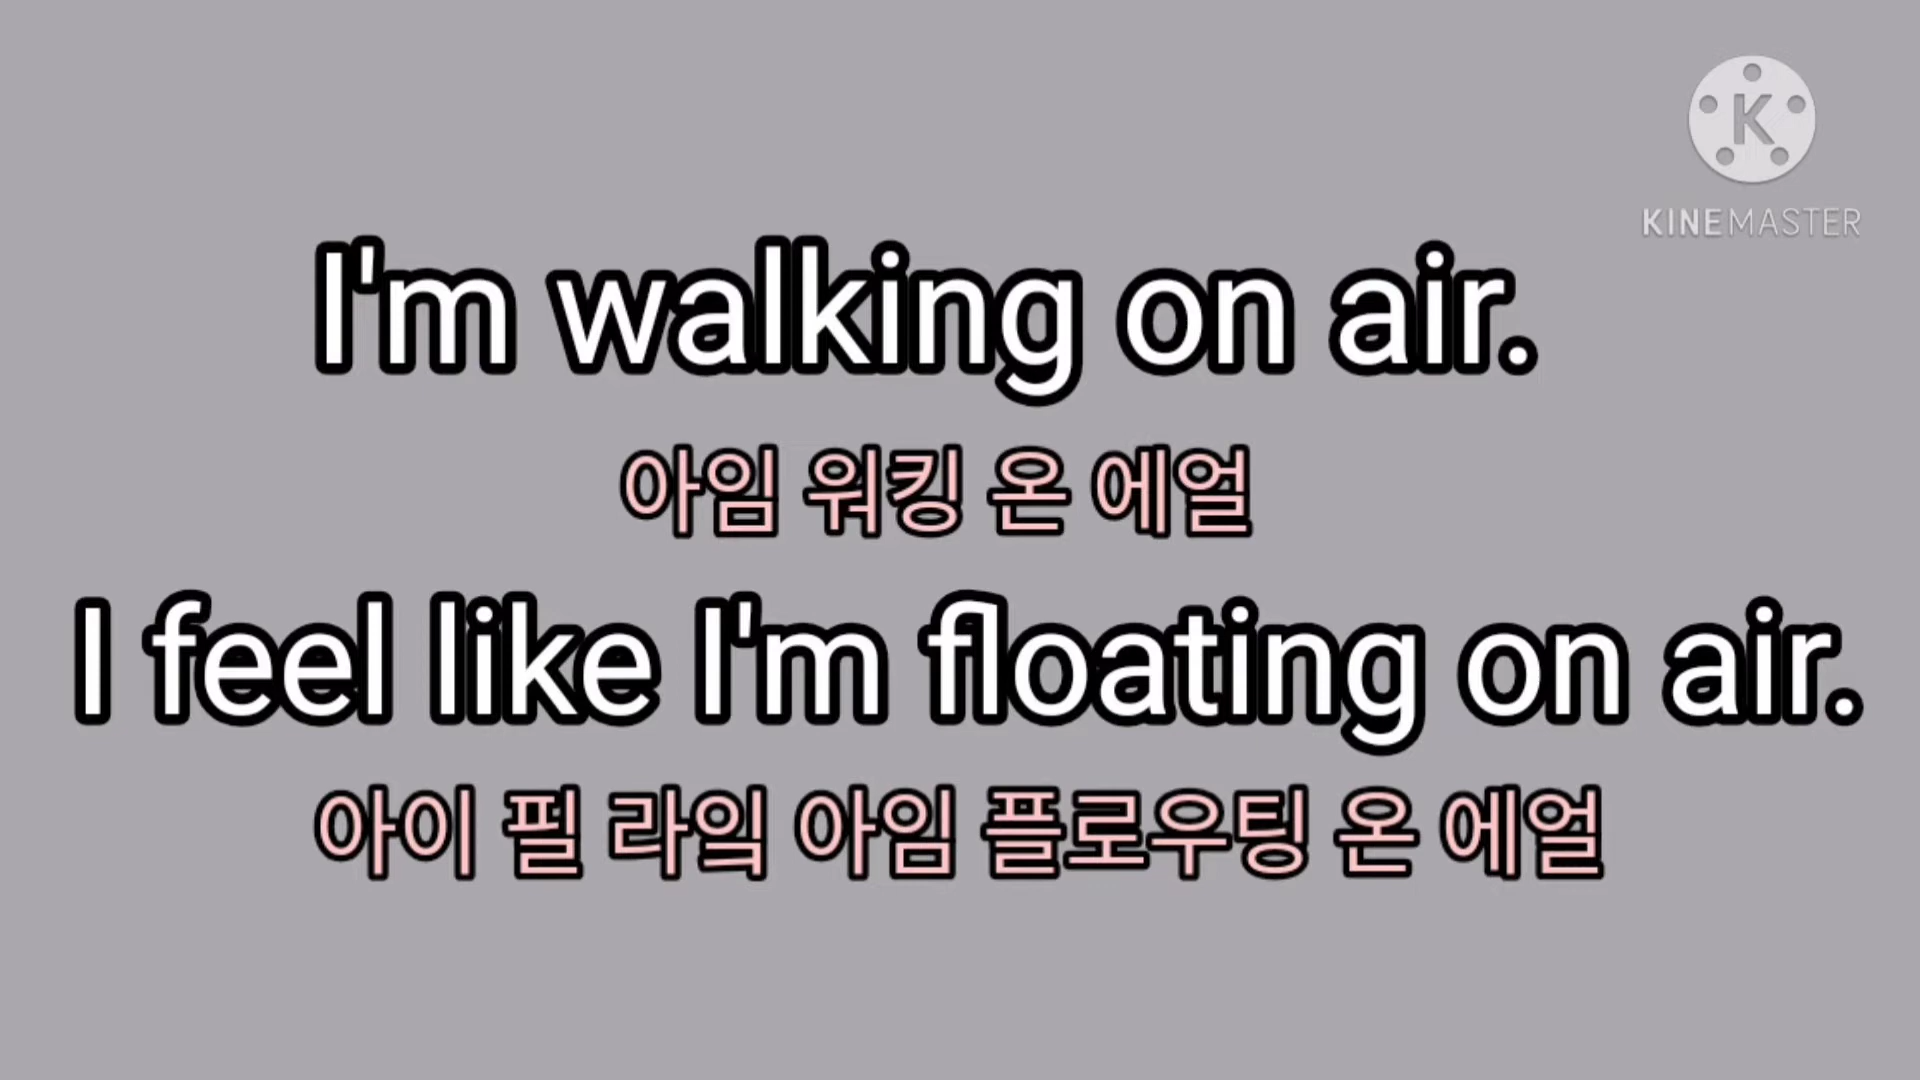 KINEMASTER
I'm walking on air.
아임 워킹 온 에얼
I feel like I'm floating on air.
아이 필 라잌 아임 플로우팅 온 에얼